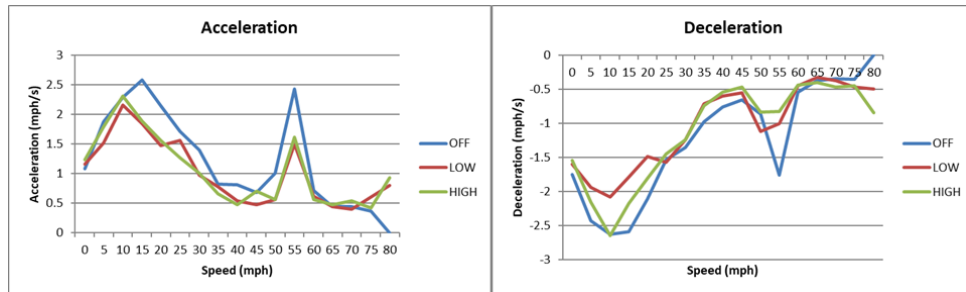 Acceleration
3
2.5
2
1.5
1
0.5
0
Acceleration (mph/s)
0 5 10 15 20 25 30 35 40 45 50 55 60 65 70 75 80
Speed (mph)
OFF
LOW
HIGH
Deceleration
0
-0.5
-1
-1.5
-2
-2.5
-3
Deceleration (mph/s)
0 5 10 15 20 25 30 35 40 45 50 55 60 65 70 75 80
Speed (mph)
OFF
LOW
HIGH